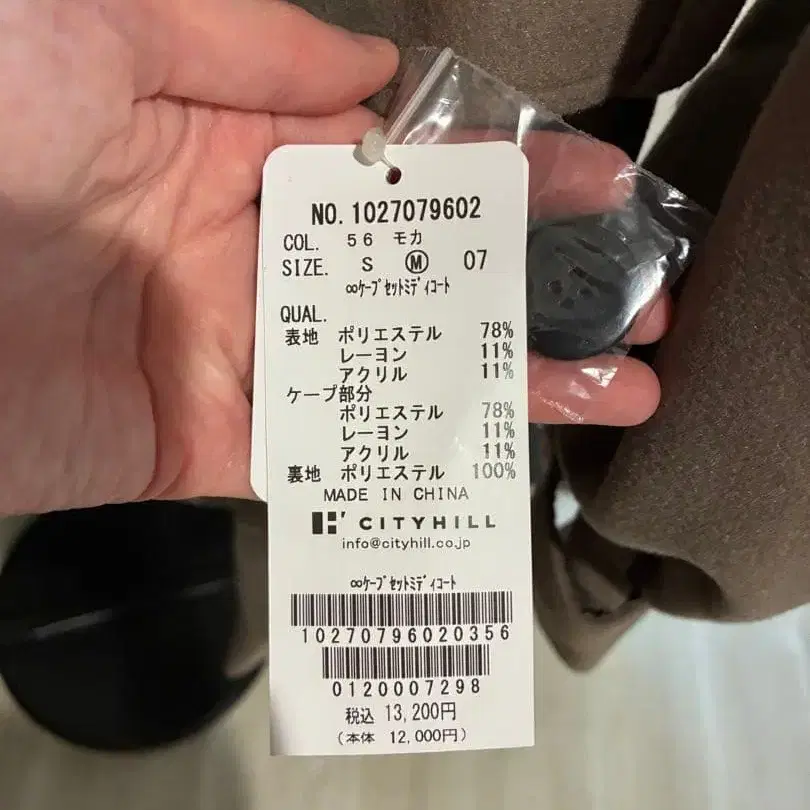 NO. 1027079602
COL. 56 モカ
SIZE. S Ⓜ 07
∞ｹｰﾌﾟｾｯﾄﾐﾃﾞｨｺｰﾄ
QUAL.
表地 ポリエステル 78%
レーヨン 11%
アクリル 11%
ケープ部分
ポリエステル 78%
レーヨン 11%
アクリル 11%
裏地 ポリエステル 100%
MADE IN CHINA
CITYHILL
info@cityhill.co.jp
∞ｹｰﾌﾟｾｯﾄﾐﾃﾞｨｺｰﾄ
10270796020356
0120007298
税込 13,200円
(本体 12,000円)